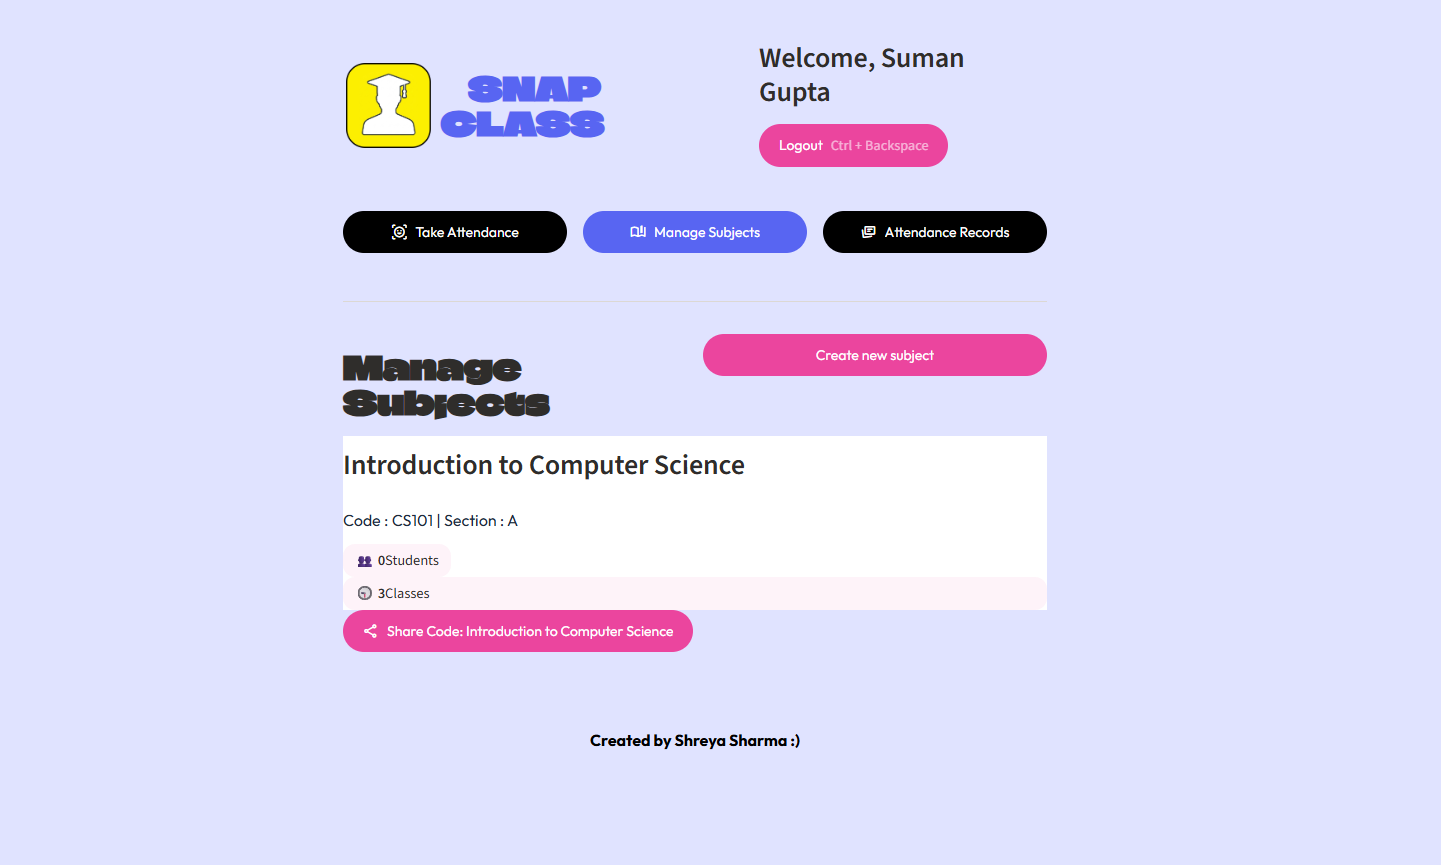 SNAP
CLASS
Welcome, Suman
Gupta
Logout Ctrl + Backspace
Take Attendance
Manage Subjects
Attendance Records
Manage
Subjects
Create new subject
Introduction to Computer Science
Code : CS101 | Section : A
0Students
3Classes
Share Code: Introduction to Computer Science
Created by Shreya Sharma :)